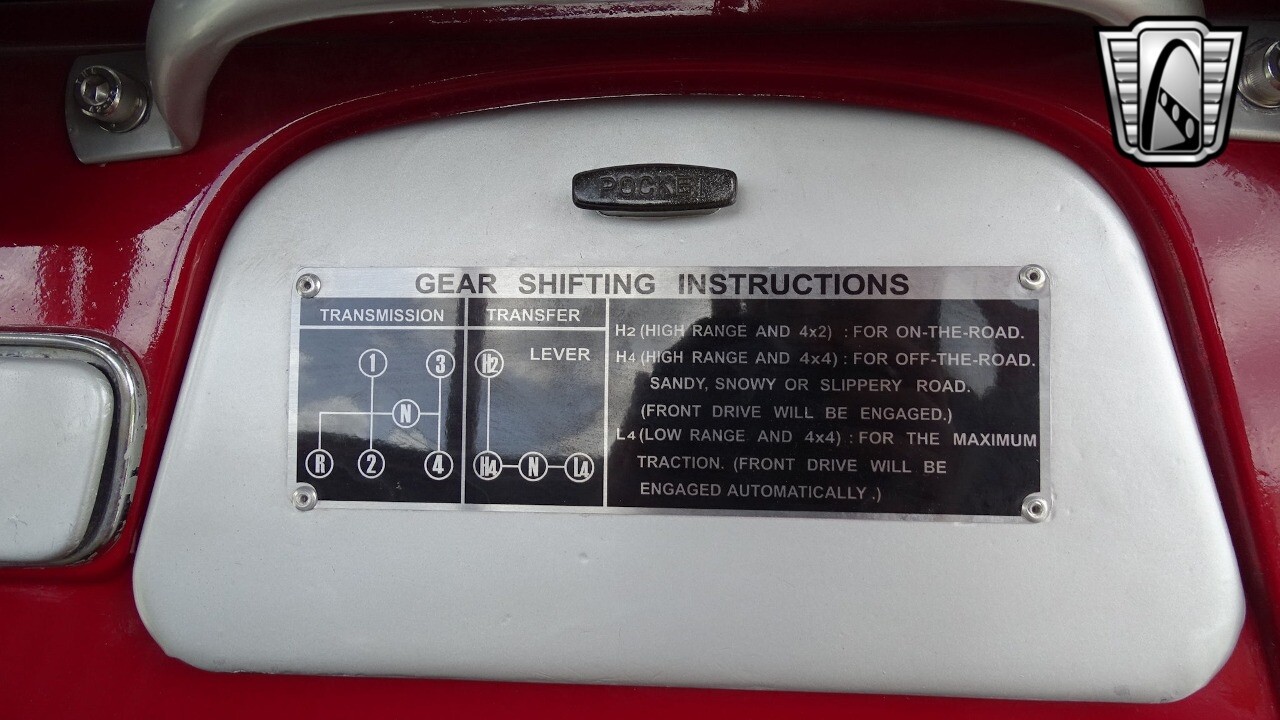 POCKET
GEAR SHIFTING INSTRUCTIONS
TRANSMISSION
1 3
N
R 2 4
TRANSFER
LEVER
H2
H4 N L4
H2 (HIGH RANGE AND 4x2) : FOR ON-THE-ROAD.
H4 (HIGH RANGE AND 4x4) : FOR OFF-THE-ROAD.
SANDY, SNOWY OR SLIPPERY ROAD.
(FRONT DRIVE WILL BE ENGAGED.)
L4 (LOW RANGE AND 4x4) : FOR THE MAXIMUM
TRACTION. (FRONT DRIVE WILL BE
ENGAGED AUTOMATICALLY.)